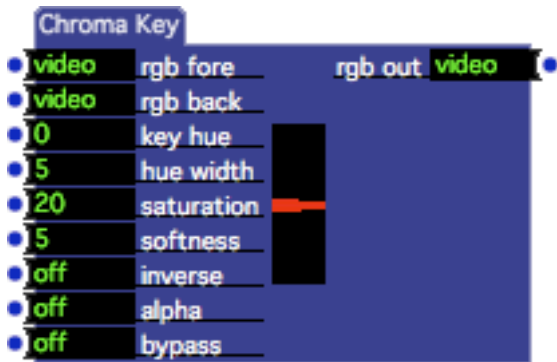 Chroma Key
video rgb fore rgb out video
video rgb back
0 key hue
5 hue width
20 saturation
5 softness
off inverse
off alpha
off bypass